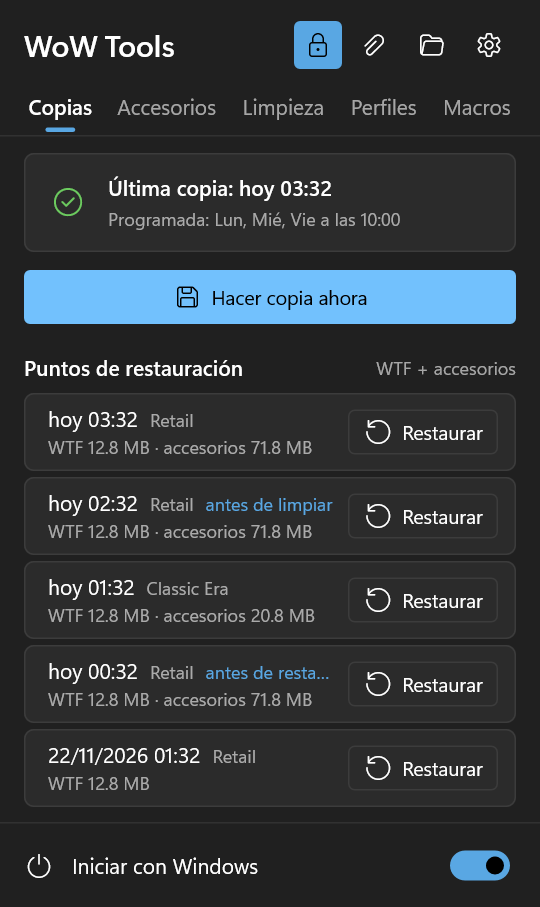 WoW Tools
Copias Accesorios Limpieza Perfiles Macros
Última copia: hoy 03:32
Programada: Lun, Mié, Vie a las 10:00
Hacer copia ahora
Puntos de restauración WTF + accesorios
hoy 03:32 Retail
WTF 12.8 MB · accesorios 71.8 MB
Restaurar
hoy 02:32 Retail antes de limpiar
WTF 12.8 MB · accesorios 71.8 MB
Restaurar
hoy 01:32 Classic Era
WTF 12.8 MB · accesorios 20.8 MB
Restaurar
hoy 00:32 Retail antes de resta...
WTF 12.8 MB · accesorios 71.8 MB
Restaurar
22/11/2026 01:32 Retail
WTF 12.8 MB
Restaurar
Iniciar con Windows